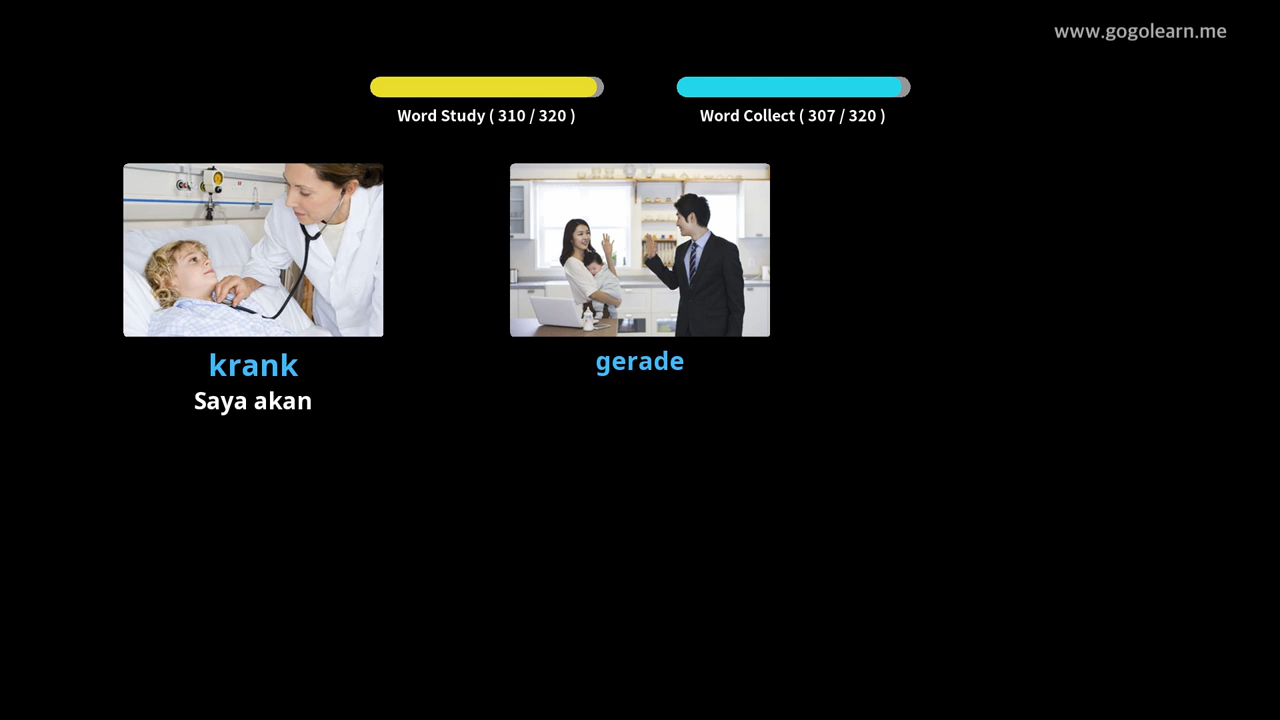 www.gogolearn.me
Word Study ( 310 / 320 )
Word Collect ( 307 / 320 )
krank
Saya akan
gerade